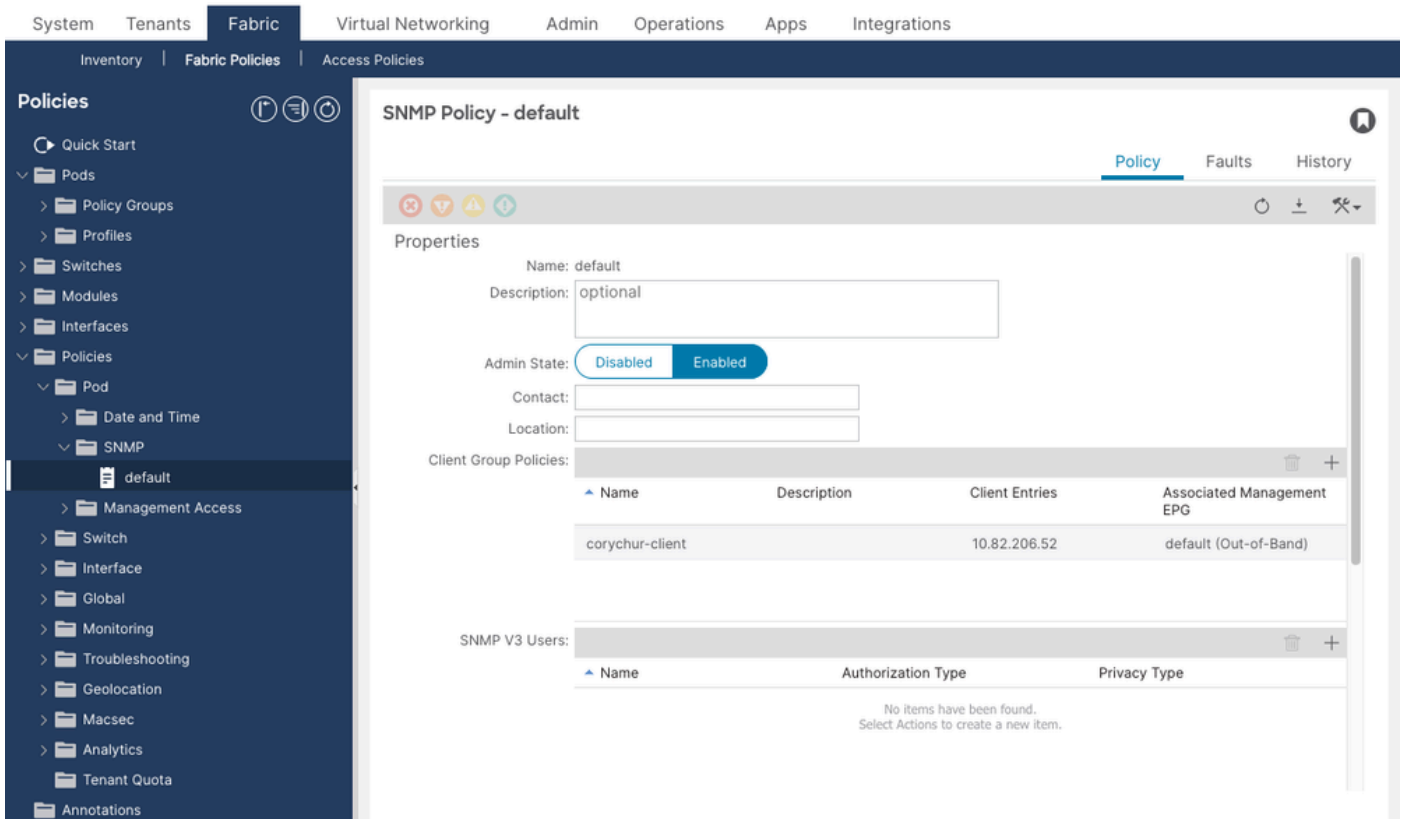 System Tenants Fabric Virtual Networking Admin Operations Apps Integrations
Inventory | Fabric Policies | Access Policies
Policies
Quick Start
Pods
Policy Groups
Profiles
Switches
Modules
Interfaces
Policies
Pod
Date and Time
SNMP
default
Management Access
Switch
Interface
Global
Monitoring
Troubleshooting
Geolocation
Macsec
Analytics
Tenant Quota
Annotations
SNMP Policy - default
Policy Faults History
Properties
Name: default
Description: optional
Admin State: Disabled Enabled
Contact:
Location:
Client Group Policies:
Name Description Client Entries Associated Management
EPG
corychur-client 10.82.206.52 default (Out-of-Band)
SNMP V3 Users:
Name Authorization Type Privacy Type
No items have been found.
Select Actions to create a new item.